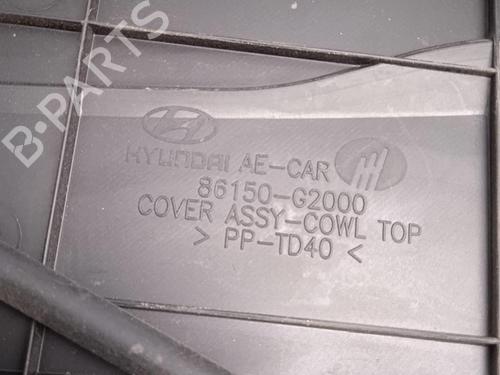 B-PARTS
HYUNDAI AE-CAR
86150-G2000
COVER ASSY-COWL TOP
> PP-TD40 <